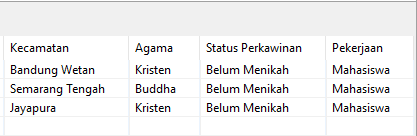 Kecamatan Agama Status Perkawinan Pekerjaan
Bandung Wetan Kristen Belum Menikah Mahasiswa
Semarang Tengah Buddha Belum Menikah Mahasiswa
Jayapura Kristen Belum Menikah Mahasiswa